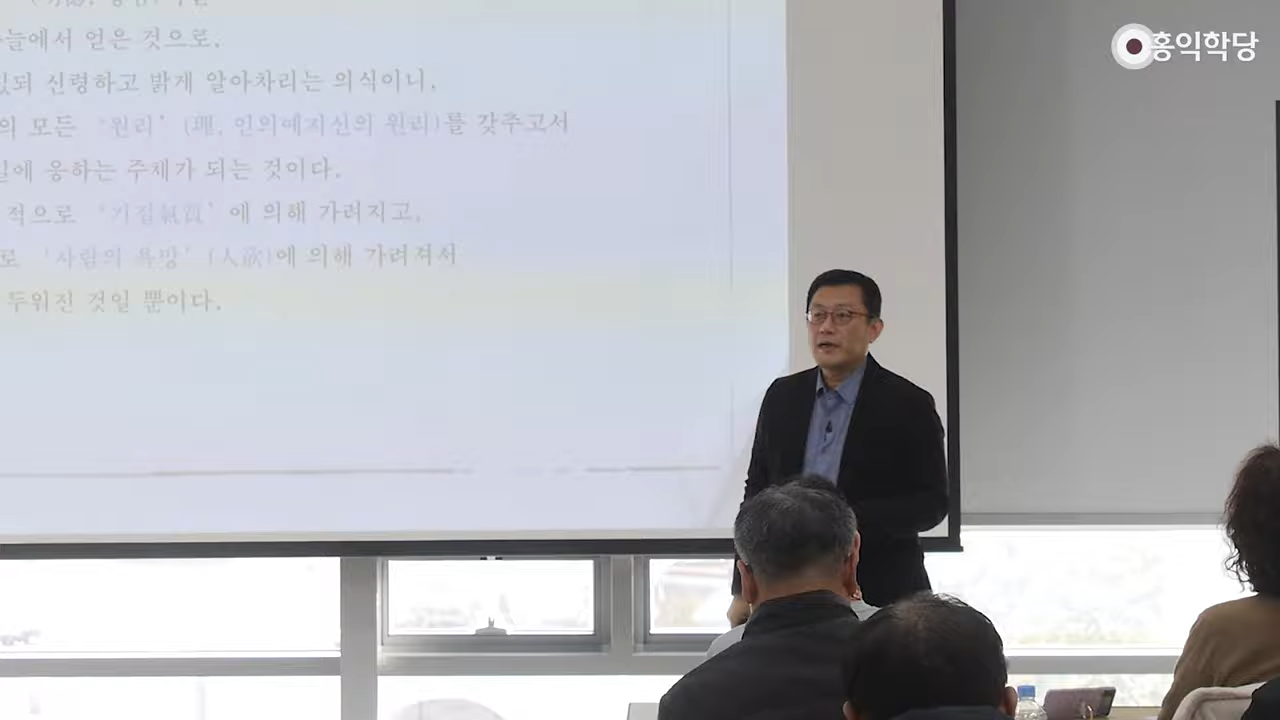 홍익학당
늘에서 얻은 것으로,
있되 신령하고 밝게 알아차리는 의식이니,
의 모든 '원리' (理, 인의예지신의 원리)를 갖추고서
일에 응하는 주체가 되는 것이다.
적으로 '기질氣質' 에 의해 가려지고,
로 '사람의 욕망' (人欲)에 의해 가려져서
두워진 것일 뿐이다.